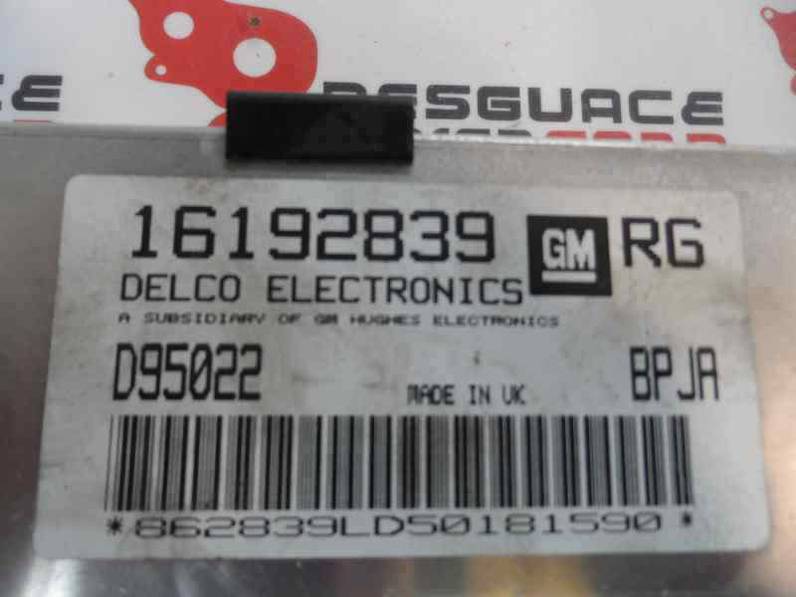 DESGUACE
16192839 GM RG
DELCO ELECTRONICS
A SUBSIDIARY OF GM HUGHES ELECTRONICS
D95022 MADE IN UK BPJA
*862839LD50181590*